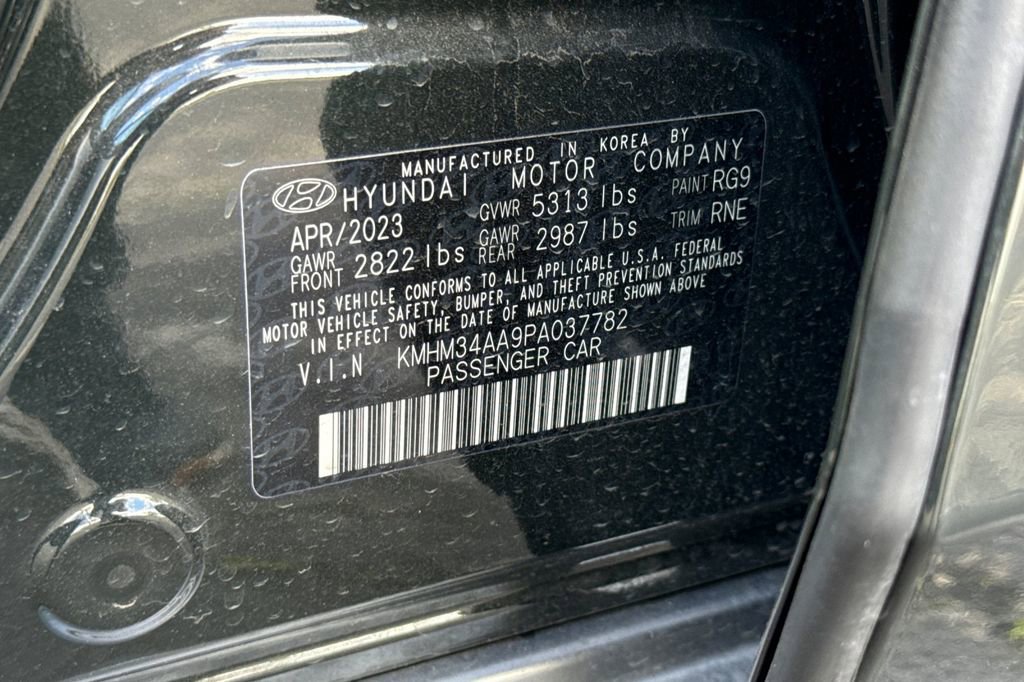 MANUFACTURED IN KOREA BY
HYUNDAI MOTOR COMPANY
APR/2023 GVWR 5313 lbs PAINT RG9
GAWR FRONT 2822 lbs GAWR REAR 2987 lbs TRIM RNE
THIS VEHICLE CONFORMS TO ALL APPLICABLE U.S.A. FEDERAL
MOTOR VEHICLE SAFETY, BUMPER, AND THEFT PREVENTION STANDARDS
IN EFFECT ON THE DATE OF MANUFACTURE SHOWN ABOVE
V.I.N KMHM34AA9PA037782
PASSENGER CAR